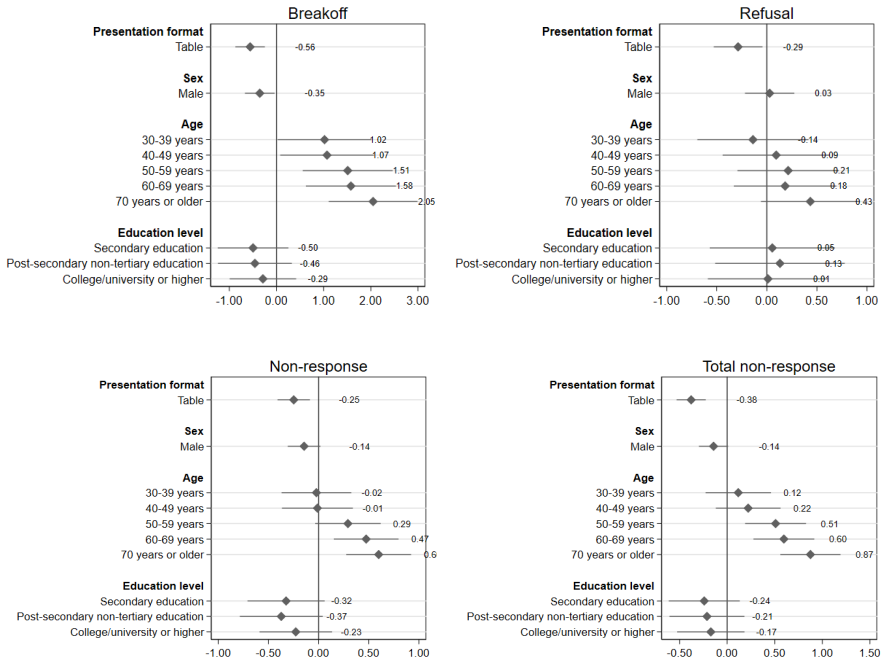 Breakoff
Presentation format
Table -0.56
Sex
Male -0.35
Age
30-39 years 1.02
40-49 years 1.07
50-59 years 1.51
60-69 years 1.58
70 years or older 2.05
Education level
Secondary education -0.50
Post-secondary non-tertiary education -0.46
College/university or higher -0.29
-1.00 0.00 1.00 2.00 3.00
Refusal
Presentation format
Table -0.29
Sex
Male 0.03
Age
30-39 years -0.14
40-49 years 0.09
50-59 years 0.21
60-69 years 0.18
70 years or older 0.43
Education level
Secondary education 0.05
Post-secondary non-tertiary education 0.13
College/university or higher 0.01
-1.00 -0.50 0.00 0.50 1.00
Non-response
Presentation format
Table -0.25
Sex
Male -0.14
Age
30-39 years -0.02
40-49 years -0.01
50-59 years 0.29
60-69 years 0.47
70 years or older 0.6
Education level
Secondary education -0.32
Post-secondary non-tertiary education -0.37
College/university or higher -0.23
-1.00 -0.50 0.00 0.50 1.00
Total non-response
Presentation format
Table -0.38
Sex
Male -0.14
Age
30-39 years 0.12
40-49 years 0.22
50-59 years 0.51
60-69 years 0.60
70 years or older 0.87
Education level
Secondary education -0.24
Post-secondary non-tertiary education -0.21
College/university or higher -0.17
-0.50 0.00 0.50 1.00 1.50